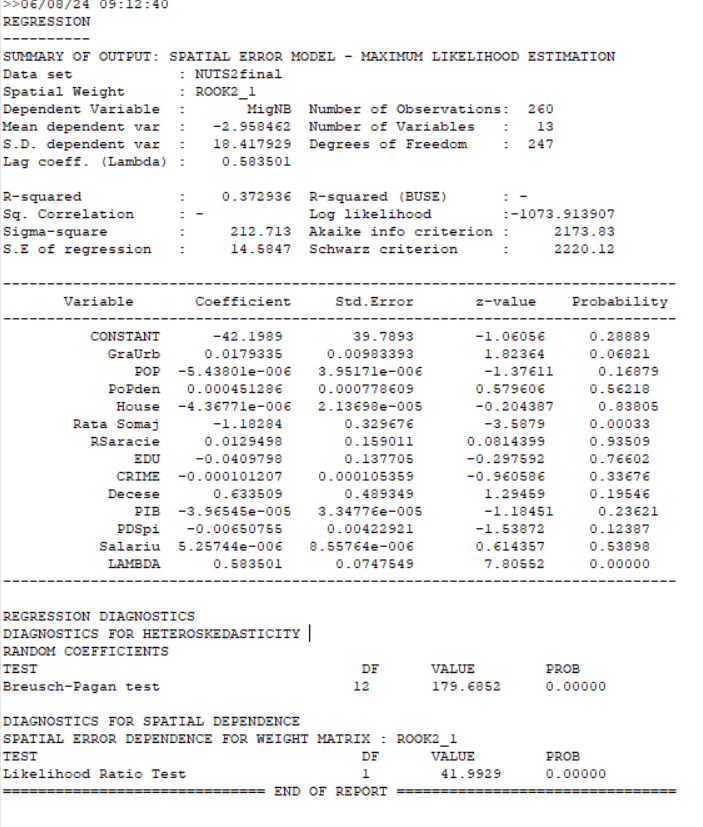 >>06/08/24 09:12:40
REGRESSION
----------
SUMMARY OF OUTPUT: SPATIAL ERROR MODEL - MAXIMUM LIKELIHOOD ESTIMATION
Data set : NUTS2final
Spatial Weight : ROOK2_1
Dependent Variable : MigNB Number of Observations: 260
Mean dependent var : -2.958462 Number of Variables : 13
S.D. dependent var : 18.417929 Degrees of Freedom : 247
Lag coeff. (Lambda) : 0.583501
R-squared : 0.372936 R-squared (BUSE) : -
Sq. Correlation : - Log likelihood :-1073.913907
Sigma-square : 212.713 Akaike info criterion : 2173.83
S.E of regression : 14.5847 Schwarz criterion : 2220.12
-----------------------------------------------------------------------------
Variable Coefficient Std.Error z-value Probability
-----------------------------------------------------------------------------
CONSTANT -42.1989 39.7893 -1.06056 0.28889
GraUrb 0.0179335 0.00983393 1.82364 0.06821
POP -5.43801e-006 3.95171e-006 -1.37611 0.16879
PoPden 0.000451286 0.000778609 0.579606 0.56218
House -4.36771e-006 2.13698e-005 -0.204387 0.83805
Rata Somaj -1.18284 0.329676 -3.5879 0.00033
RSaracie 0.0129498 0.159011 0.0814399 0.93509
EDU -0.0409798 0.137705 -0.297592 0.76602
CRIME -0.000101207 0.000105359 -0.960586 0.33676
Decese 0.633509 0.489349 1.29459 0.19546
PIB -3.96545e-005 3.34776e-005 -1.18451 0.23621
PDSpi -0.00650755 0.00422921 -1.53872 0.12387
Salariu 5.25744e-006 8.55764e-006 0.614357 0.53898
LAMBDA 0.583501 0.0747549 7.80552 0.00000
-----------------------------------------------------------------------------
REGRESSION DIAGNOSTICS
DIAGNOSTICS FOR HETEROSKEDASTICITY
RANDOM COEFFICIENTS
TEST DF VALUE PROB
Breusch-Pagan test 12 179.6852 0.00000
DIAGNOSTICS FOR SPATIAL DEPENDENCE
SPATIAL ERROR DEPENDENCE FOR WEIGHT MATRIX : ROOK2_1
TEST DF VALUE PROB
Likelihood Ratio Test 1 41.9929 0.00000
============================== END OF REPORT ================================